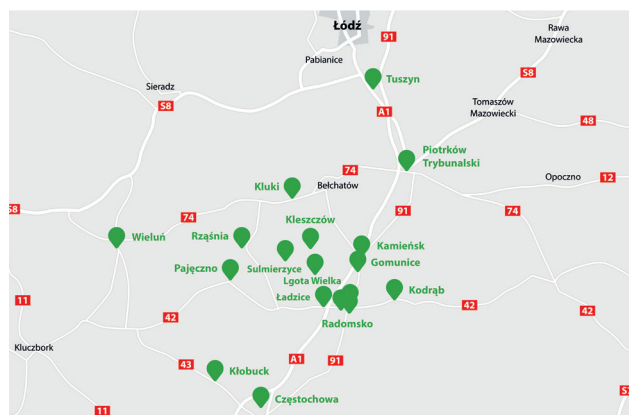 Łódź
91
Rawa
Mazowiecka
Pabianice
S8
Tuszyn
Sieradz
S8
A1
Tomaszów
Mazowiecki
48
Piotrków
Trybunalski
74
Opoczno
12
Kluki
Bełchatów
S8
74
91
74
Kleszczów
Wieluń
Rząśnia
Kamieńsk
Sulmierzyce
Gomunice
Pajęczno
Lgota Wielka
Kodrąb
11
Ładzice
42
42
Radomsko
Kluczbork
43
A1
91
Kłobuck
Częstochowa
11